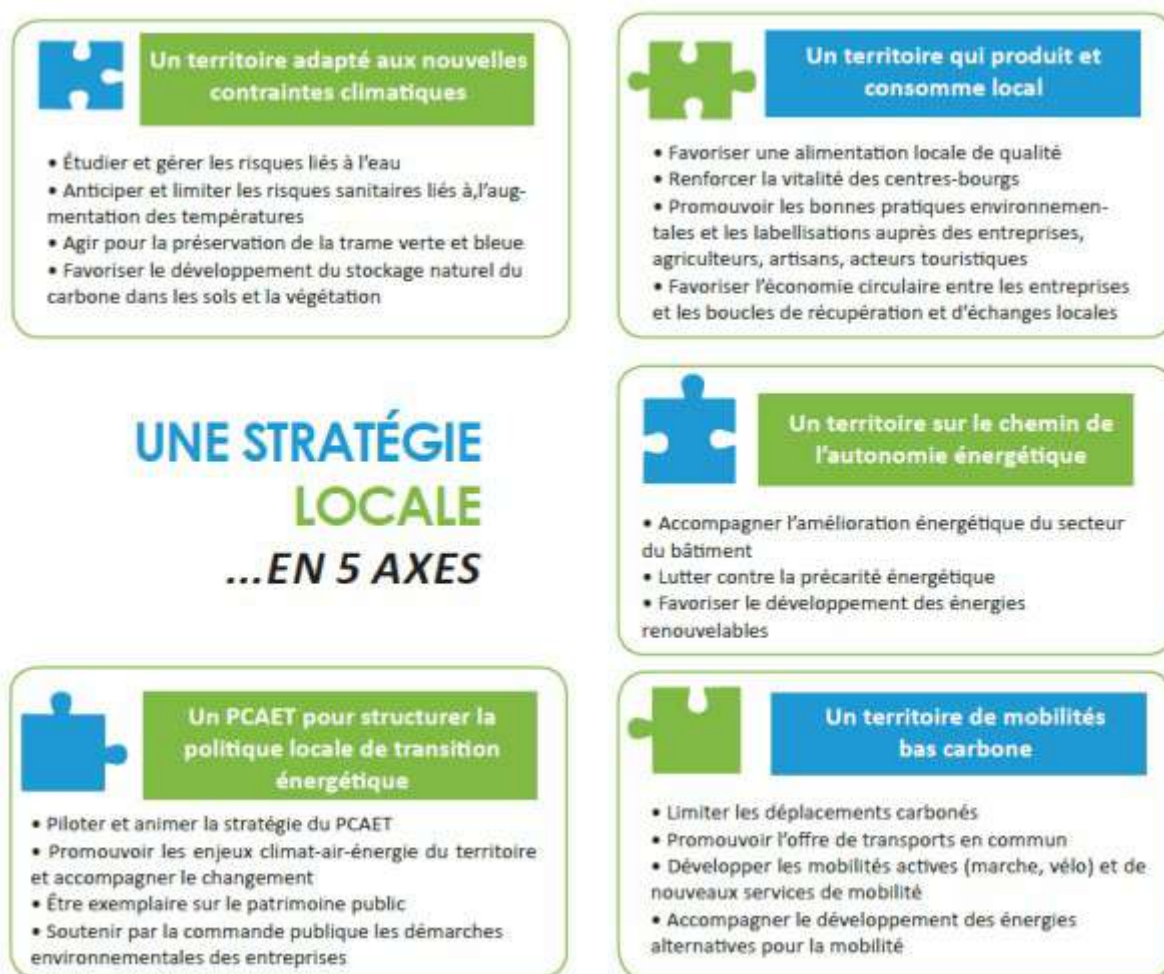 Un territoire adapté aux nouvelles
contraintes climatiques
• Étudier et gérer les risques liés à l'eau
• Anticiper et limiter les risques sanitaires liés à,l'aug-
mentation des températures
• Agir pour la préservation de la trame verte et bleue
• Favoriser le développement du stockage naturel du
carbone dans les sols et la végétation
Un territoire qui produit et
consomme local
• Favoriser une alimentation locale de qualité
• Renforcer la vitalité des centres-bourgs
• Promouvoir les bonnes pratiques environnemen-
tales et les labellisations auprès des entreprises,
agriculteurs, artisans, acteurs touristiques
• Favoriser l'économie circulaire entre les entreprises
et les boucles de récupération et d'échanges locales
UNE STRATÉGIE
LOCALE
...EN 5 AXES
Un territoire sur le chemin de
l'autonomie énergétique
• Accompagner l'amélioration énergétique du secteur
du bâtiment
• Lutter contre la précarité énergétique
• Favoriser le développement des énergies
renouvelables
Un PCAET pour structurer la
politique locale de transition
énergétique
• Piloter et animer la stratégie du PCAET
• Promouvoir les enjeux climat-air-énergie du territoire
et accompagner le changement
• Être exemplaire sur le patrimoine public
• Soutenir par la commande publique les démarches
environnementales des entreprises
Un territoire de mobilités
bas carbone
• Limiter les déplacements carbonés
• Promouvoir l'offre de transports en commun
• Développer les mobilités actives (marche, vélo) et de
nouveaux services de mobilité
• Accompagner le développement des énergies
alternatives pour la mobilité